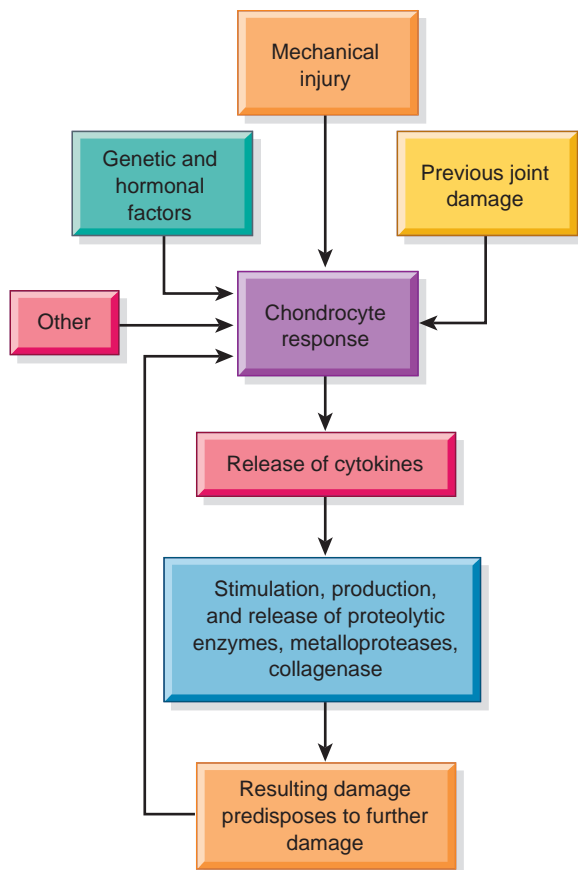 Mechanical
injury
Genetic and
hormonal
factors
Previous joint
damage
Other
Chondrocyte
response
Release of cytokines
Stimulation, production,
and release of proteolytic
enzymes, metalloproteases,
collagenase
Resulting damage
predisposes to further
damage